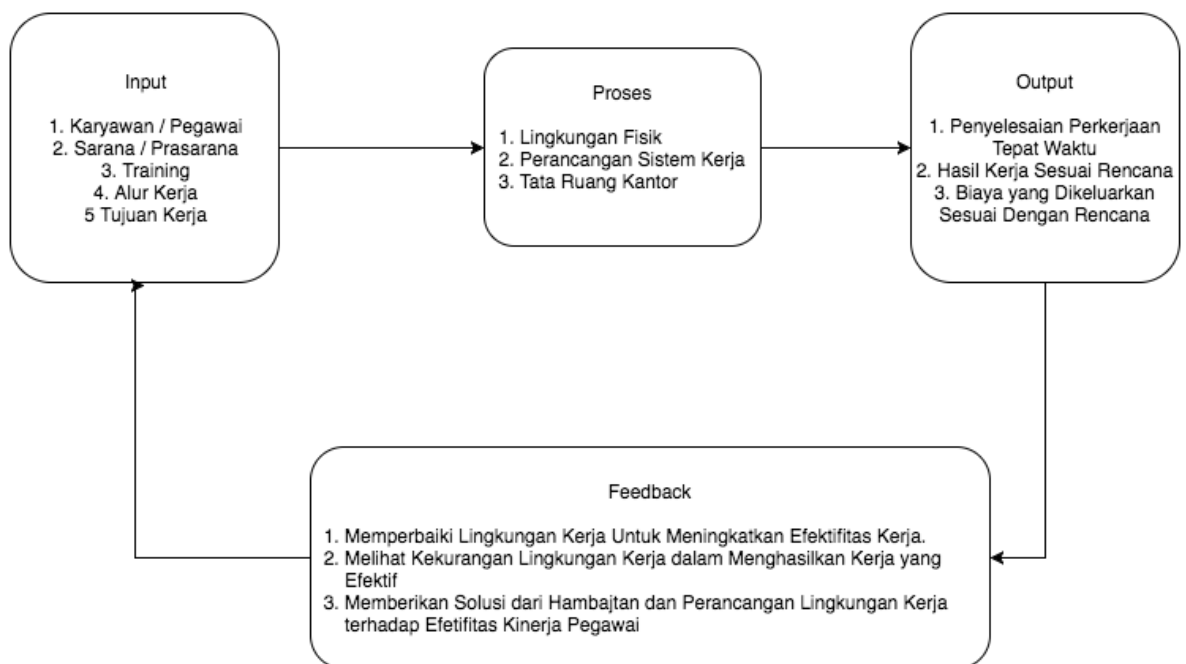 Input
1. Karyawan / Pegawai
2. Sarana / Prasarana
3. Training
4. Alur Kerja
5 Tujuan Kerja
Proses
1. Lingkungan Fisik
2. Perancangan Sistem Kerja
3. Tata Ruang Kantor
Output
1. Penyelesaian Perkerjaan
Tepat Waktu
2. Hasil Kerja Sesuai Rencana
3. Biaya yang Dikeluarkan
Sesuai Dengan Rencana
Feedback
1. Memperbaiki Lingkungan Kerja Untuk Meningkatkan Efektifitas Kerja.
2. Melihat Kekurangan Lingkungan Kerja dalam Menghasilkan Kerja yang
Efektif
3. Memberikan Solusi dari Hambajtan dan Perancangan Lingkungan Kerja
terhadap Efetifitas Kinerja Pegawai